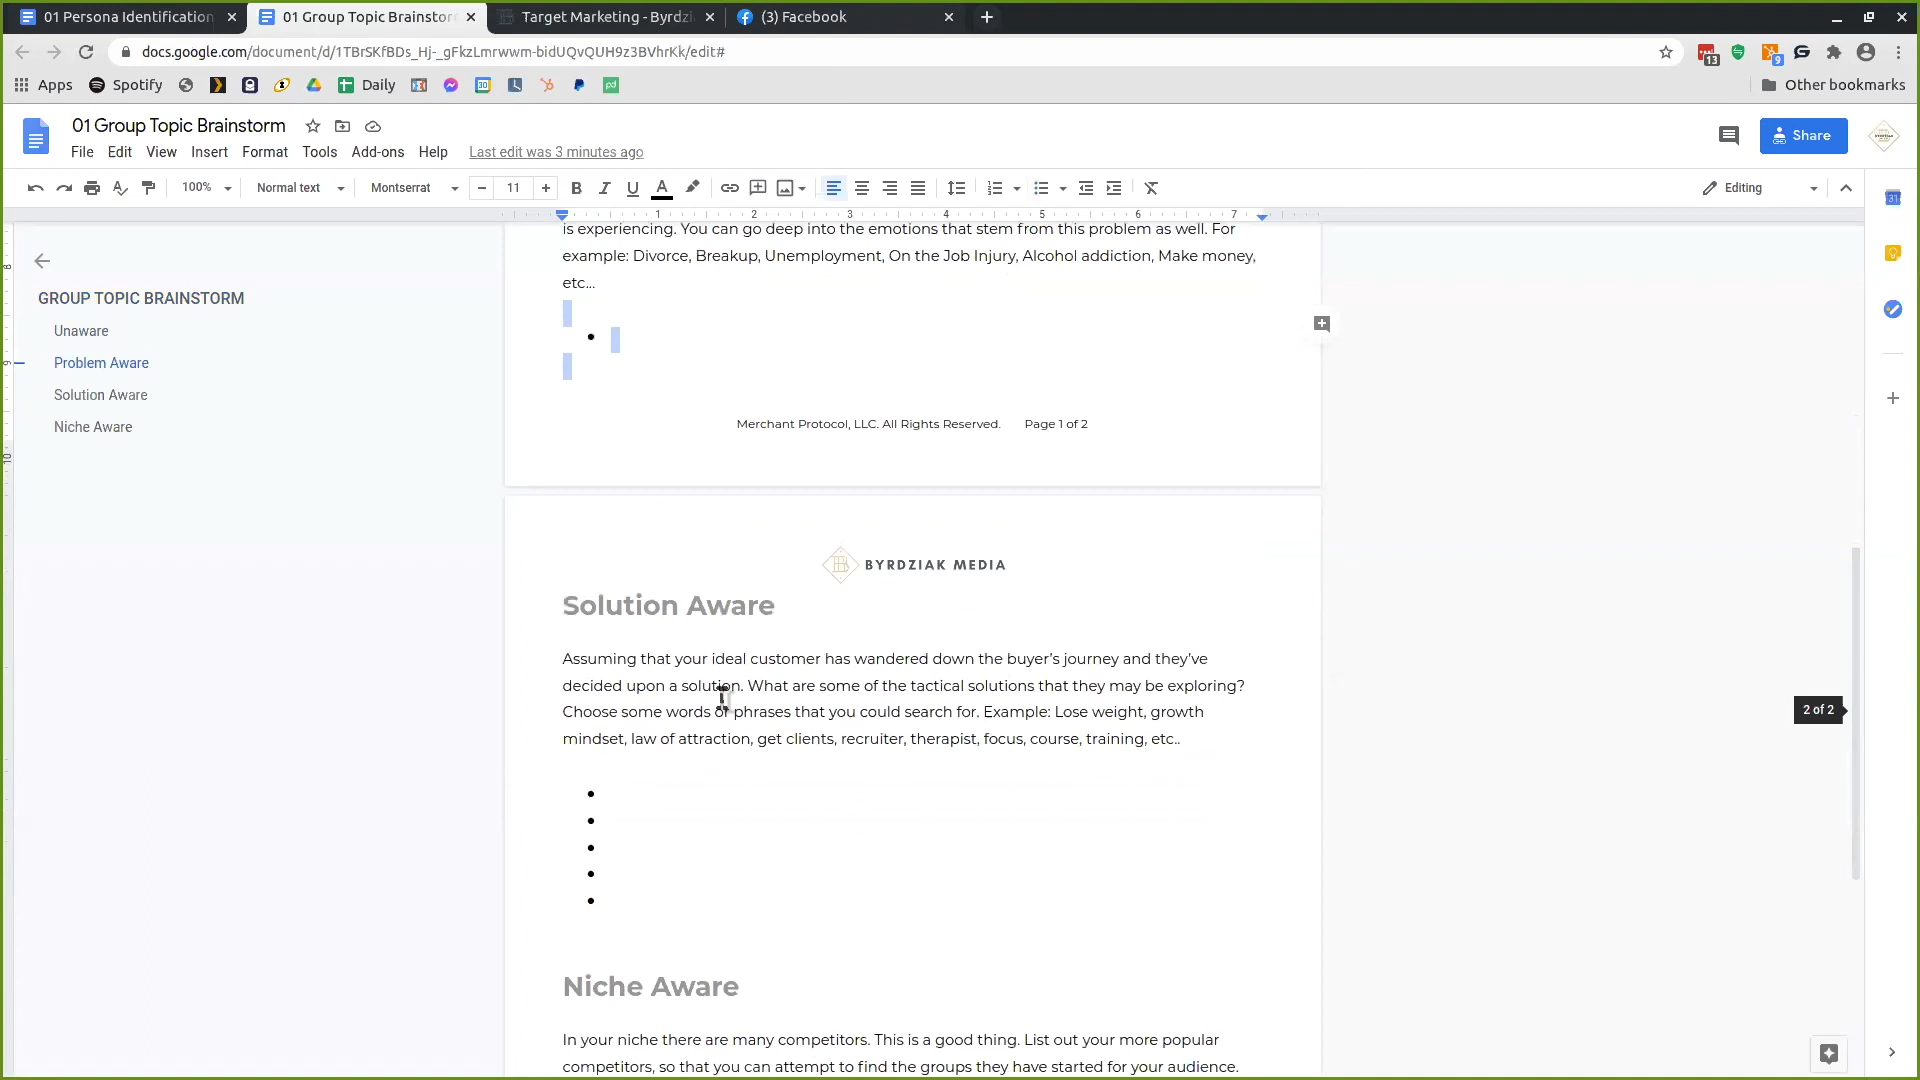 01 Persona Identification
01 Group Topic Brainstor
Target Marketing - Byrdzi
(3) Facebook
docs.google.com/document/d/1TBrSKfBDs_Hj-_gFkzLmrwwm-bidUQvQUH9z3BVhrKk/edit#
13
9
Apps
Spotify
Daily
Other bookmarks
01 Group Topic Brainstorm
Share
File Edit View Insert Format Tools Add-ons Help Last edit was 3 minutes ago
100% Normal text Montserrat 11 B I U A Editing
1 2 3 4 5 6 7
GROUP TOPIC BRAINSTORM
Unaware
Problem Aware
Solution Aware
Niche Aware
is experiencing. You can go deep into the emotions that stem from this problem as well. For
example: Divorce, Breakup, Unemployment, On the Job Injury, Alcohol addiction, Make money,
etc...
Merchant Protocol, LLC. All Rights Reserved. Page 1 of 2
BYRDZIAK MEDIA
Solution Aware
Assuming that your ideal customer has wandered down the buyer's journey and they've
decided upon a solution. What are some of the tactical solutions that they may be exploring?
Choose some words or phrases that you could search for. Example: Lose weight, growth
mindset, law of attraction, get clients, recruiter, therapist, focus, course, training, etc..
2 of 2
Niche Aware
In your niche there are many competitors. This is a good thing. List out your more popular
competitors, so that you can attempt to find the groups they have started for your audience.